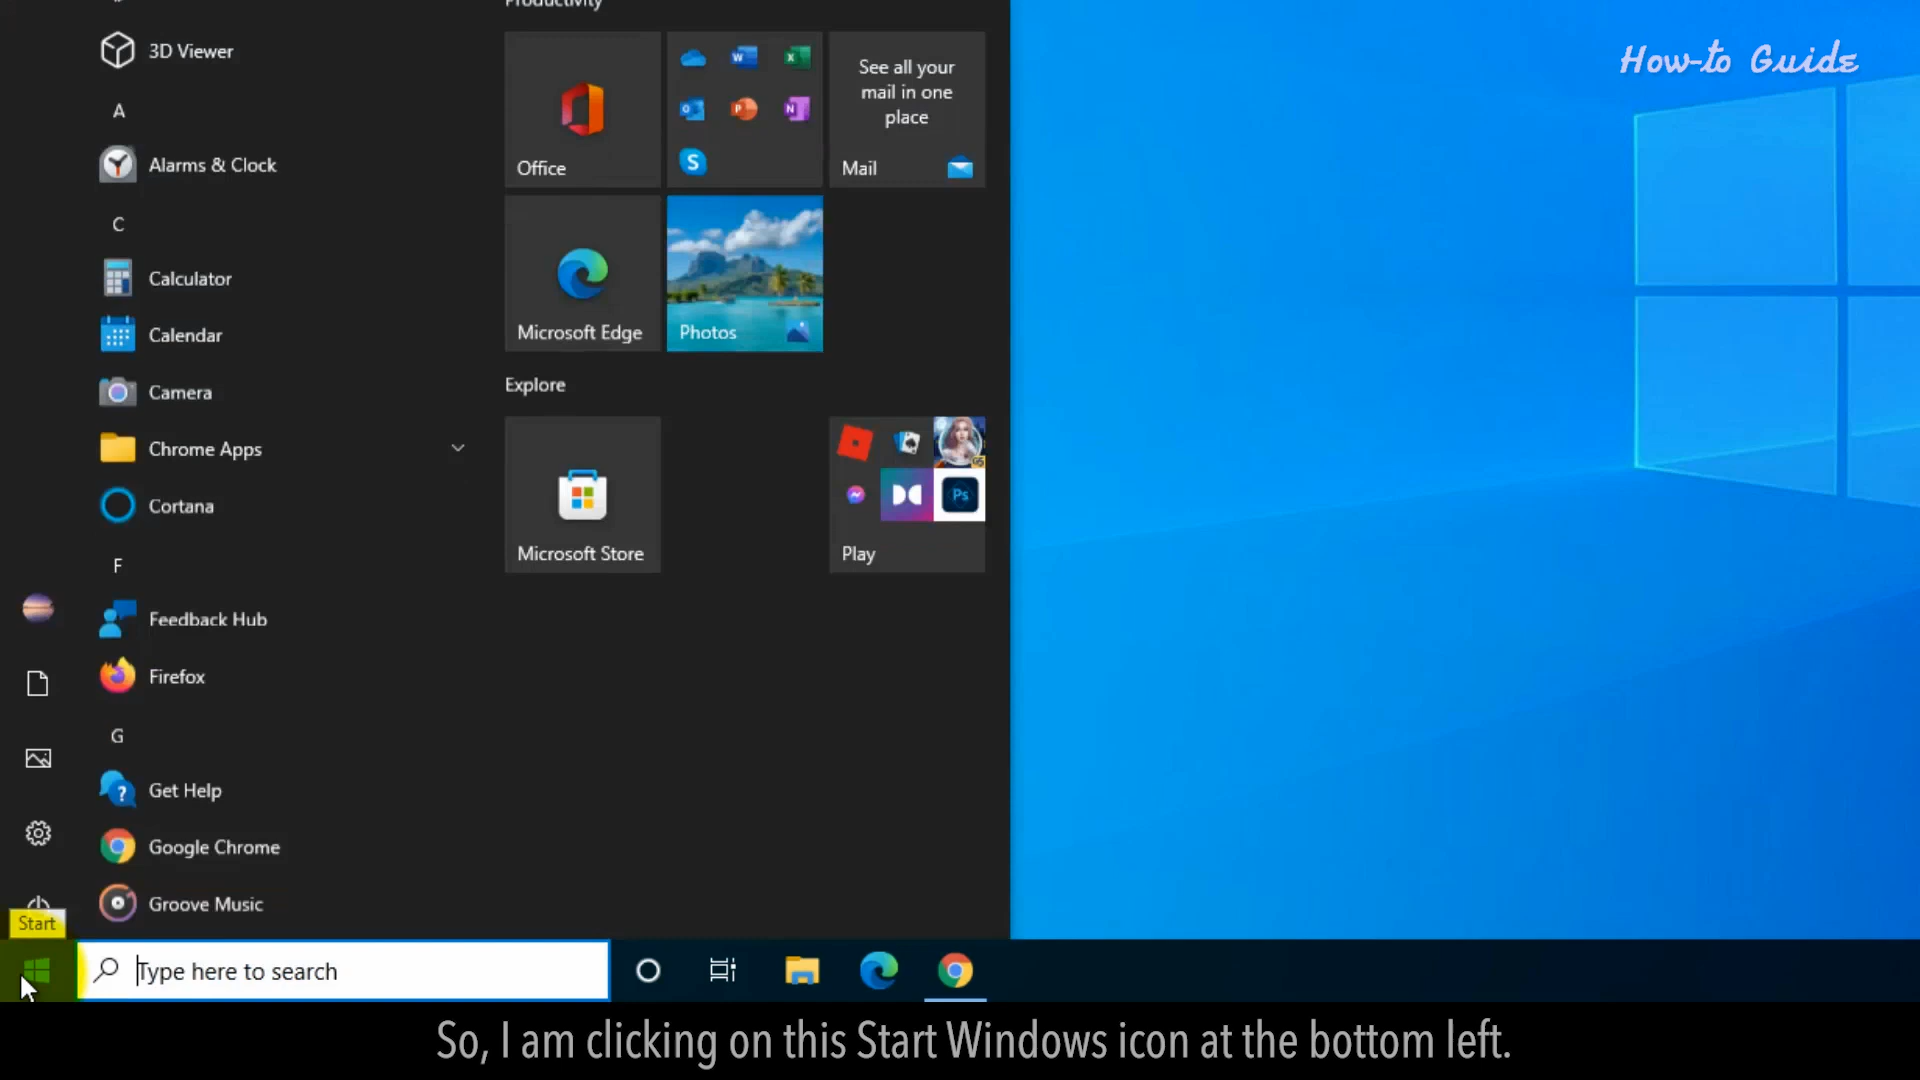 Productivity
How-to Guide
3D Viewer
A
Alarms & Clock
C
Calculator
Calendar
Camera
Chrome Apps
Cortana
F
Feedback Hub
Firefox
G
Get Help
Google Chrome
Groove Music
See all your
mail in one
place
Office
Mail
Microsoft Edge
Photos
Explore
Microsoft Store
Ps
Play
Start
Type here to search
So, I am clicking on this Start Windows icon at the bottom left.